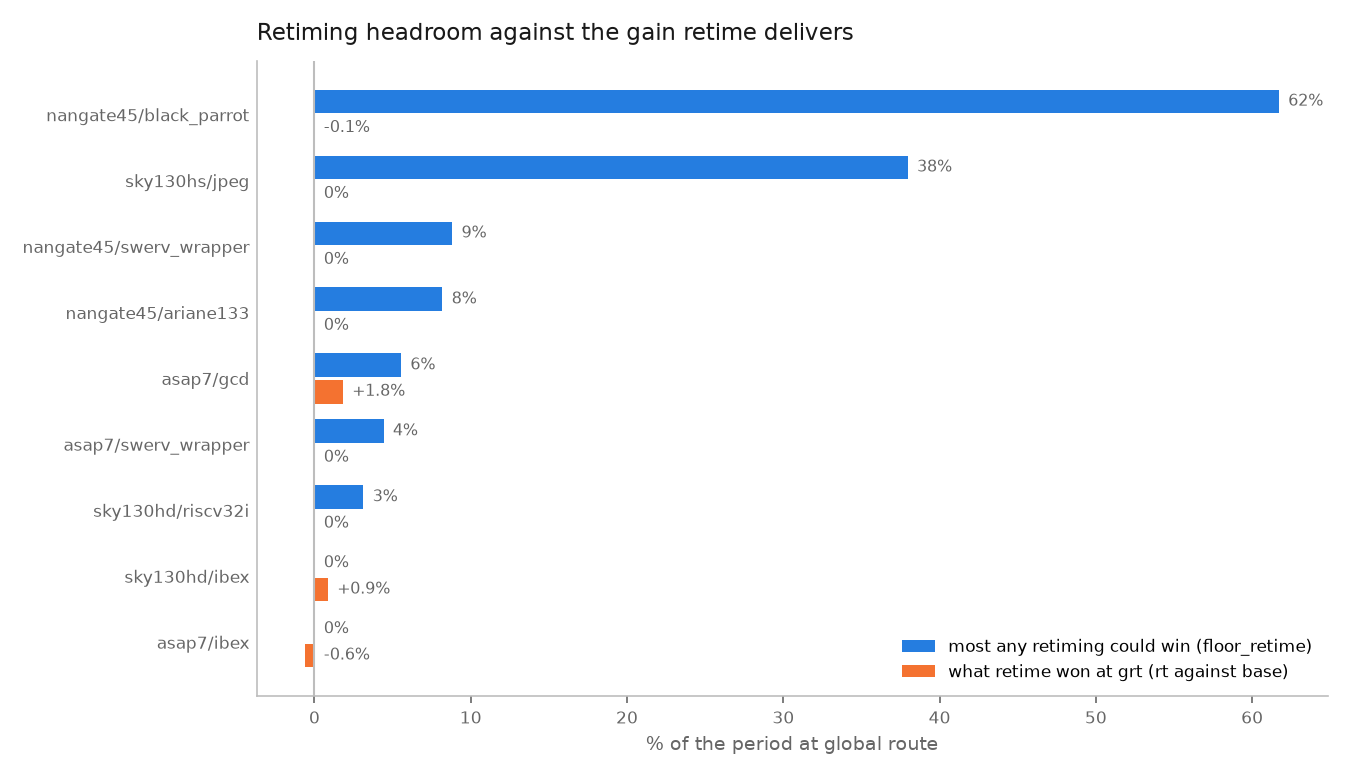 Retiming headroom against the gain retime delivers
nangate45/black_parrot
62%
-0.1%
sky130hs/jpeg
38%
0%
nangate45/swerv_wrapper
9%
0%
nangate45/ariane133
8%
0%
asap7/gcd
6%
+1.8%
asap7/swerv_wrapper
4%
0%
sky130hd/riscv32i
3%
0%
sky130hd/ibex
0%
+0.9%
asap7/ibex
0%
-0.6%
most any retiming could win (floor_retime)
what retime won at grt (rt against base)
0 10 20 30 40 50 60
% of the period at global route